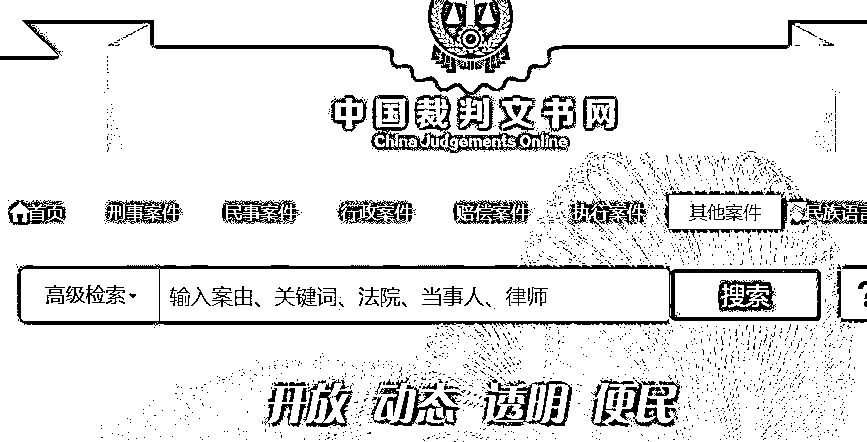 中国裁判文书网
China Judgements Online
首页 刑事案件 民事案件 行政案件 赔偿案件 执行案件 其他案件 民族语言
高级检索 输入案由、关键词、法院、当事人、律师 搜索 ?
开放 动态 透明 便民